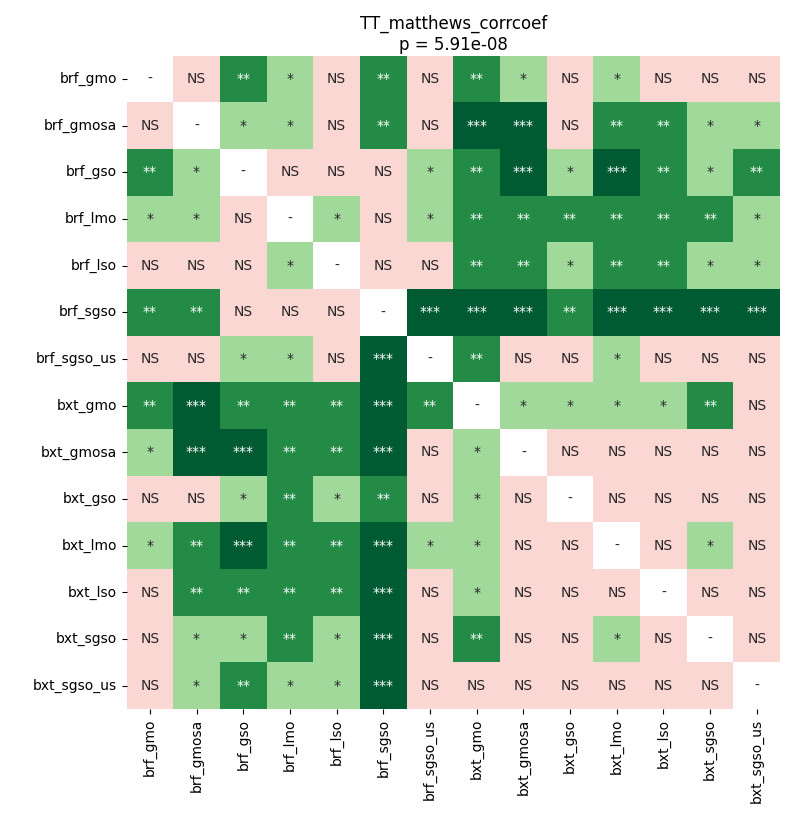 TT_matthews_corrcoef
p = 5.91e-08
brf_gmo - NS ** * NS ** NS ** * NS * NS NS NS
brf_gmosa NS - * * NS ** NS *** *** NS ** ** * *
brf_gso ** * - NS NS NS * ** *** * *** ** * **
brf_lmo * * NS - * NS * ** ** ** ** ** ** *
brf_lso NS NS NS * - NS NS ** ** * ** ** * *
brf_sgso ** ** NS NS NS - *** *** *** ** *** *** *** ***
brf_sgso_us NS NS * * NS *** - ** NS NS * NS NS NS
bxt_gmo ** *** ** ** ** *** ** - * * * * ** NS
bxt_gmosa * *** *** ** ** *** NS * - NS NS NS NS NS
bxt_gso NS NS * ** * ** NS * NS - NS NS NS NS
bxt_lmo * ** *** ** ** *** * * NS NS - NS * NS
bxt_lso NS ** ** ** ** *** NS * NS NS NS - NS NS
bxt_sgso NS * * ** * *** NS ** NS NS * NS - NS
bxt_sgso_us NS * ** * * *** NS NS NS NS NS NS NS -
brf_gmo brf_gmosa brf_gso brf_lmo brf_lso brf_sgso brf_sgso_us bxt_gmo bxt_gmosa bxt_gso bxt_lmo bxt_lso bxt_sgso bxt_sgso_us